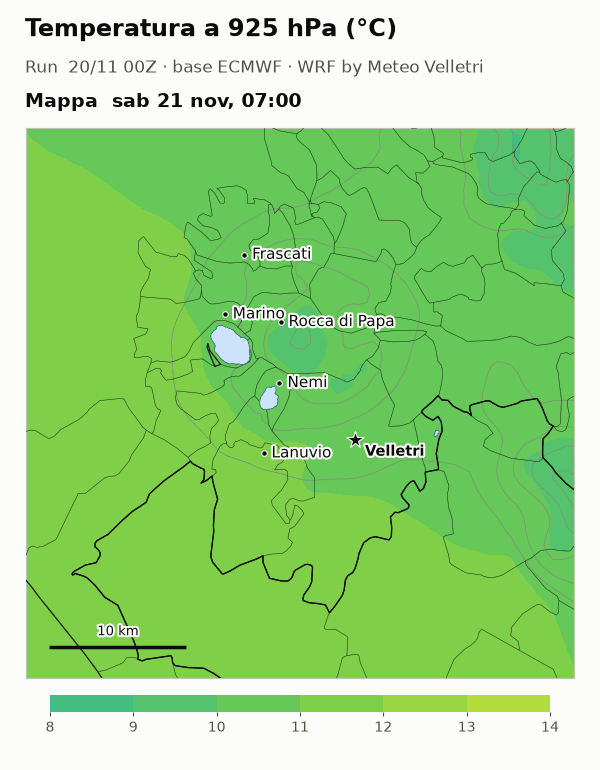 Temperatura a 925 hPa (°C)
Run  20/11 00Z · base ECMWF · WRF by Meteo Velletri
Mappa  sab 21 nov, 07:00
Frascati
Marino
Rocca di Papa
Nemi
Velletri
Lanuvio
10 km
8 9 10 11 12 13 14